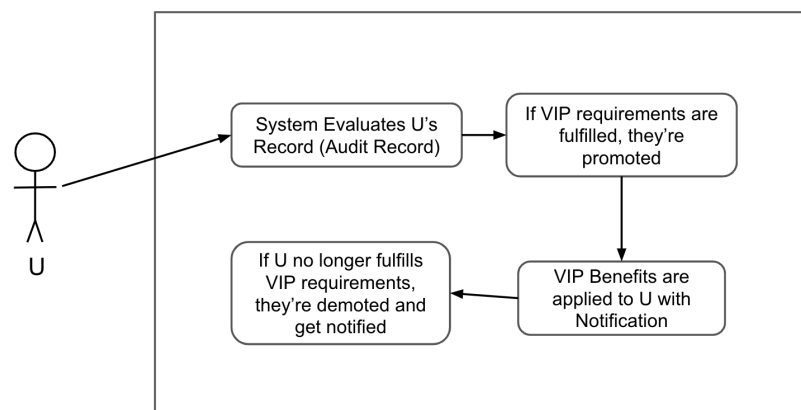 System Evaluates U's
Record (Audit Record)
If VIP requirements are
fulfilled, they're
promoted
U
If U no longer fulfills
VIP requirements,
they're demoted and
get notified
VIP Benefits are
applied to U with
Notification